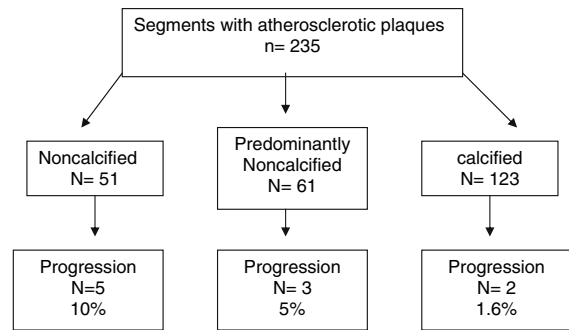 Segments with atherosclerotic plaques
n= 235
Noncalcified
N= 51
Predominantly
Noncalcified
N= 61
calcified
N= 123
Progression
N=5
10%
Progression
N= 3
5%
Progression
N= 2
1.6%